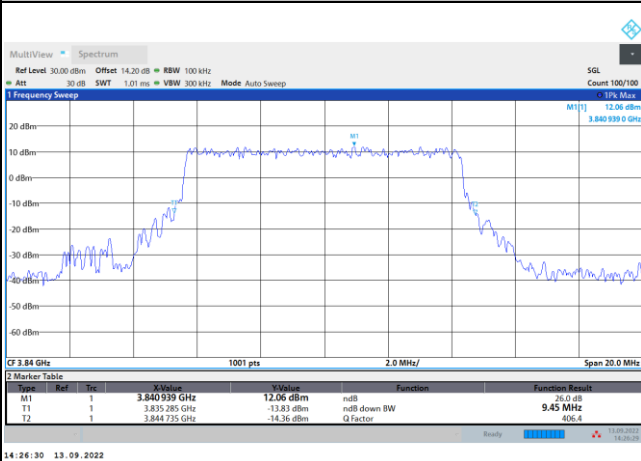 MultiView Spectrum
Ref Level 30.00 dBm Offset 14.20 dB RBW 100 kHz SGL
Att 30 dB SWT 1.01 ms VBW 300 kHz Mode Auto Sweep Count 100/100
1 Frequency Sweep 1Pk Max
M1[1] 12.06 dBm
3.840 939 0 GHz
20 dBm
M1
10 dBm
0 dBm
-10 dBm
-20 dBm
-30 dBm
-40 dBm
-50 dBm
-60 dBm
CF 3.84 GHz 1001 pts 2.0 MHz/ Span 20.0 MHz
2 Marker Table
Type Ref Trc X-Value Y-Value Function Function Result
M1 1 3.840 939 GHz 12.06 dBm ndB 26.0 dB
T1 1 3.835 285 GHz -13.83 dBm ndB down BW 9.45 MHz
T2 1 3.844 735 GHz -14.36 dBm Q Factor 406.4
Ready 13.09.2022
14:26:29
14:26:30 13.09.2022